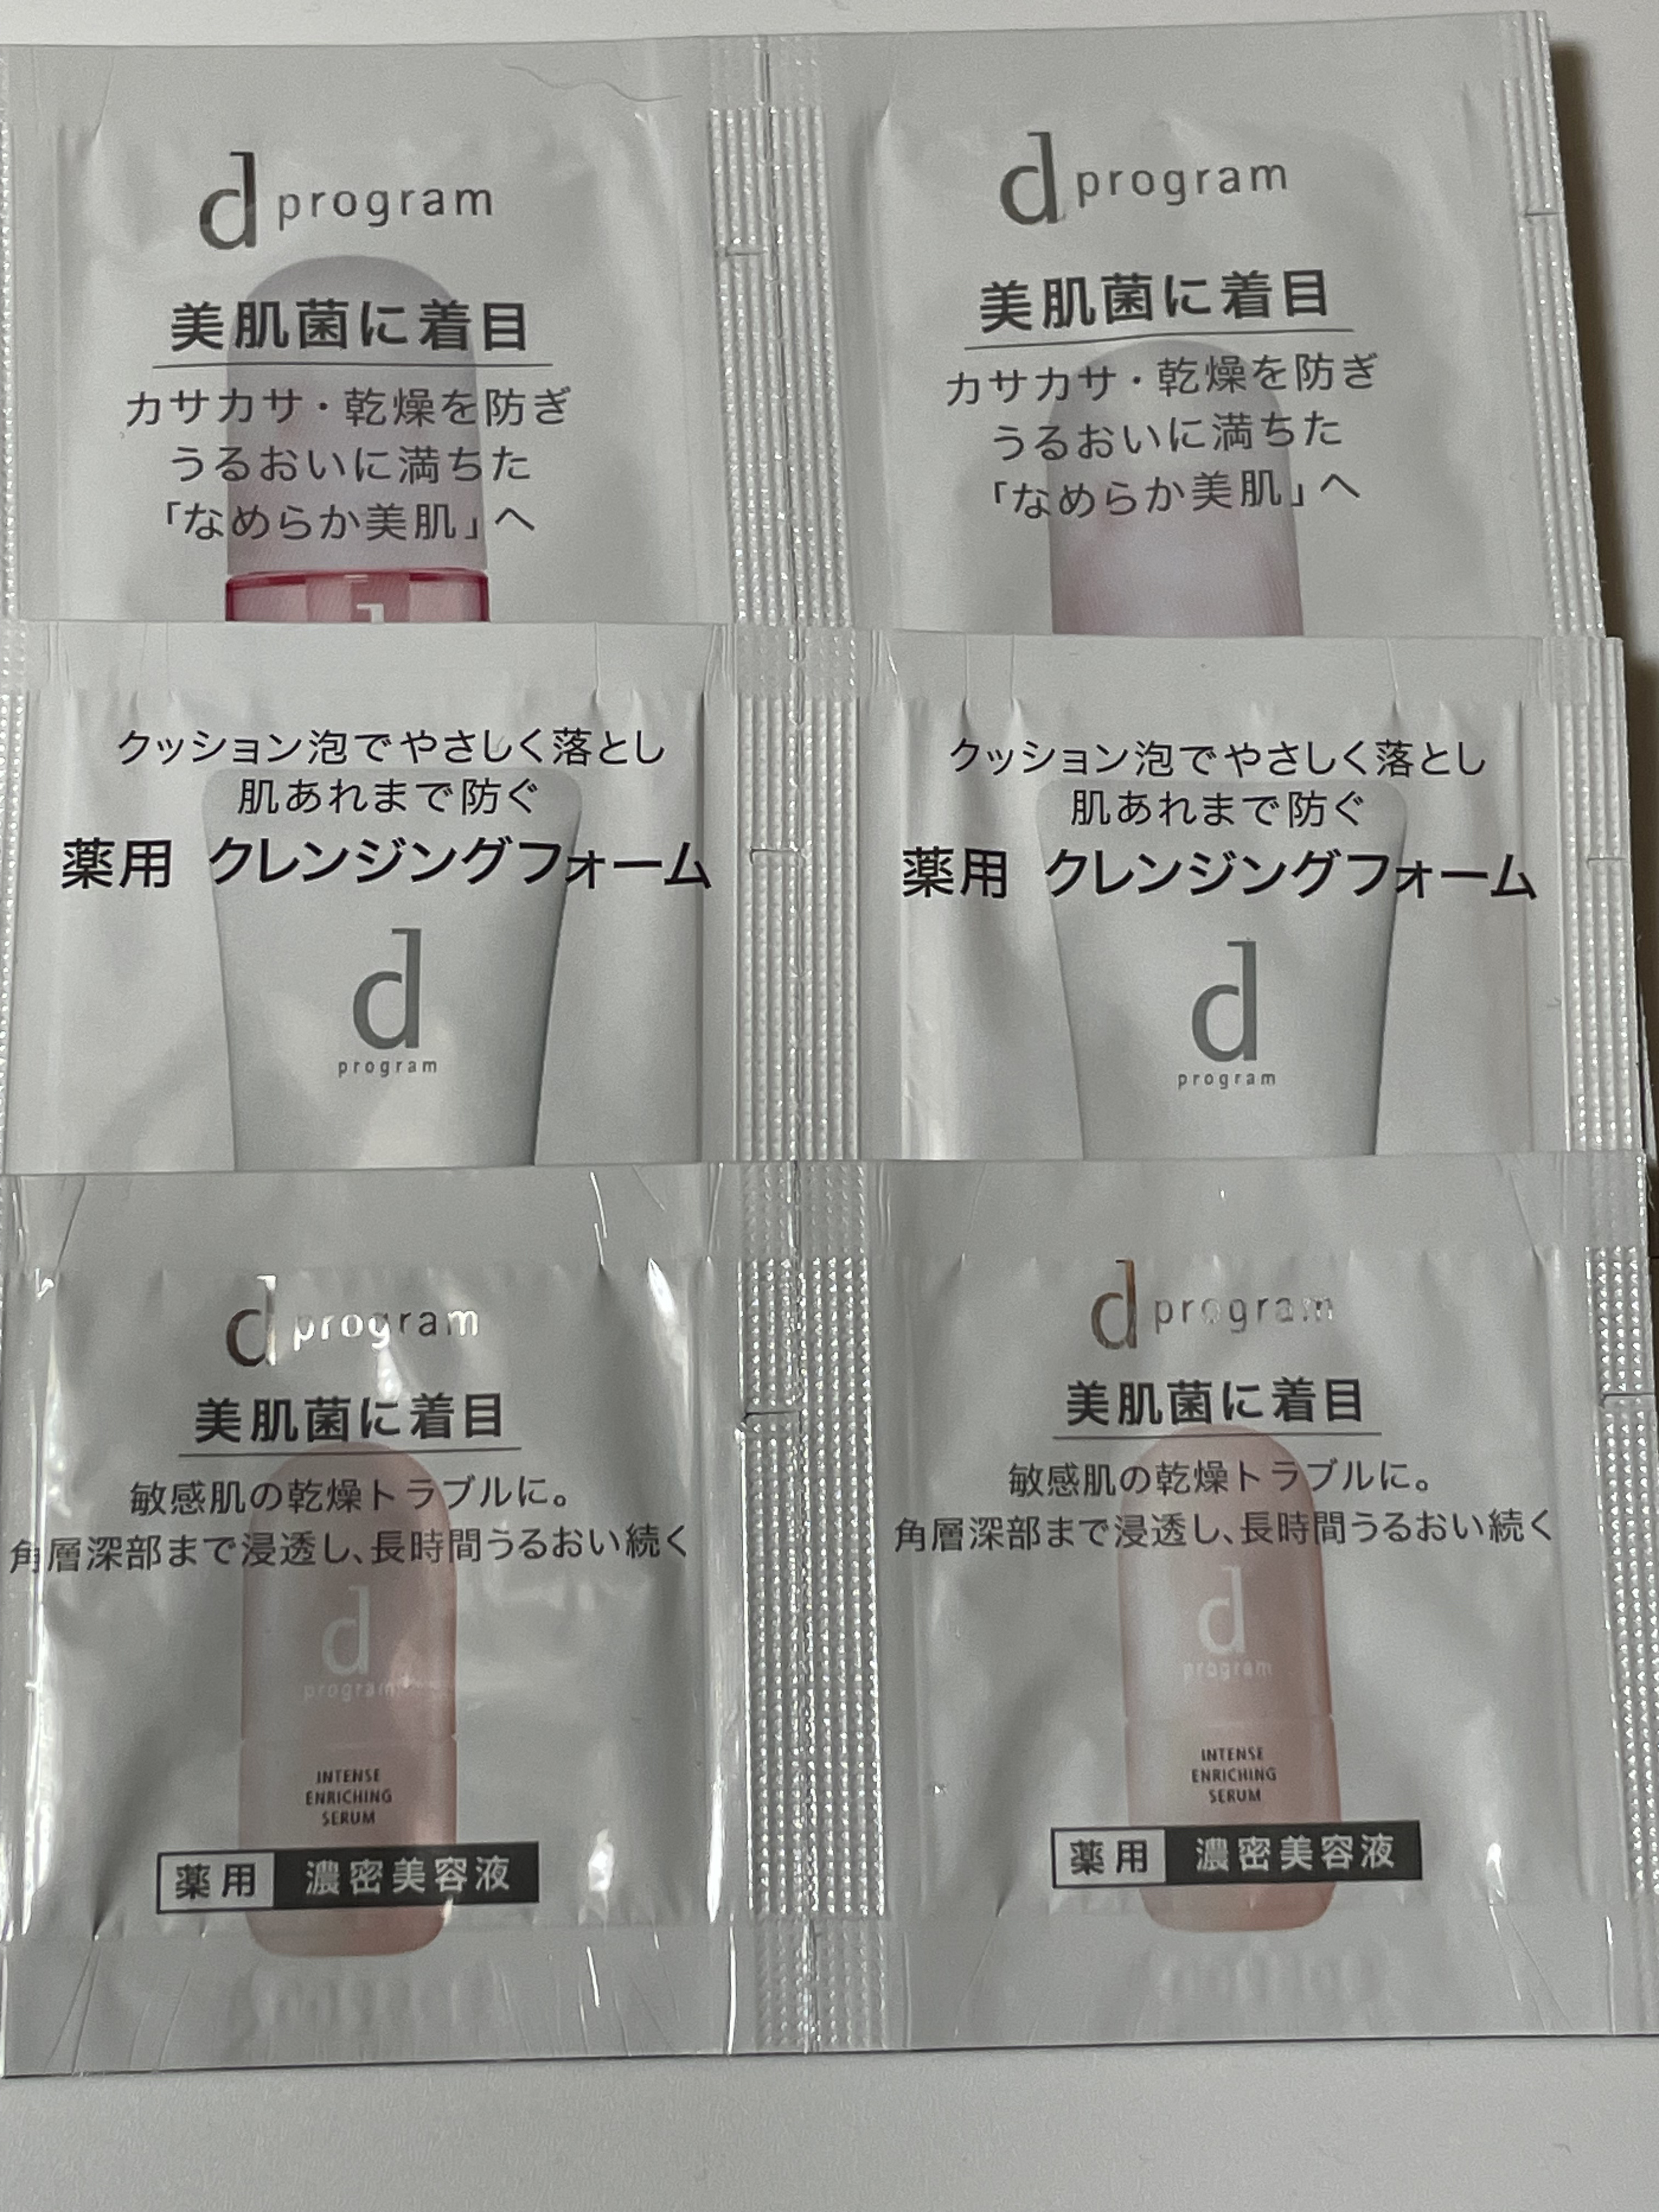 d program
美肌菌に着目
カサカサ・乾燥を防ぎ
うるおいに満ちた
「なめらか美肌」へ
d program
美肌菌に着目
カサカサ・乾燥を防ぎ
うるおいに満ちた
「なめらか美肌」へ
クッション泡でやさしく落とし
肌あれまで防ぐ
薬用 クレンジングフォーム
d
program
クッション泡でやさしく落とし
肌あれまで防ぐ
薬用 クレンジングフォーム
d
program
d program
美肌菌に着目
敏感肌の乾燥トラブルに。
角層深部まで浸透し、長時間うるおい続く
d
program
INTENSE
ENRICHING
SERUM
薬用 濃密美容液
d program
美肌菌に着目
敏感肌の乾燥トラブルに。
角層深部まで浸透し、長時間うるおい続く
d
program
INTENSE
ENRICHING
SERUM
薬用 濃密美容液